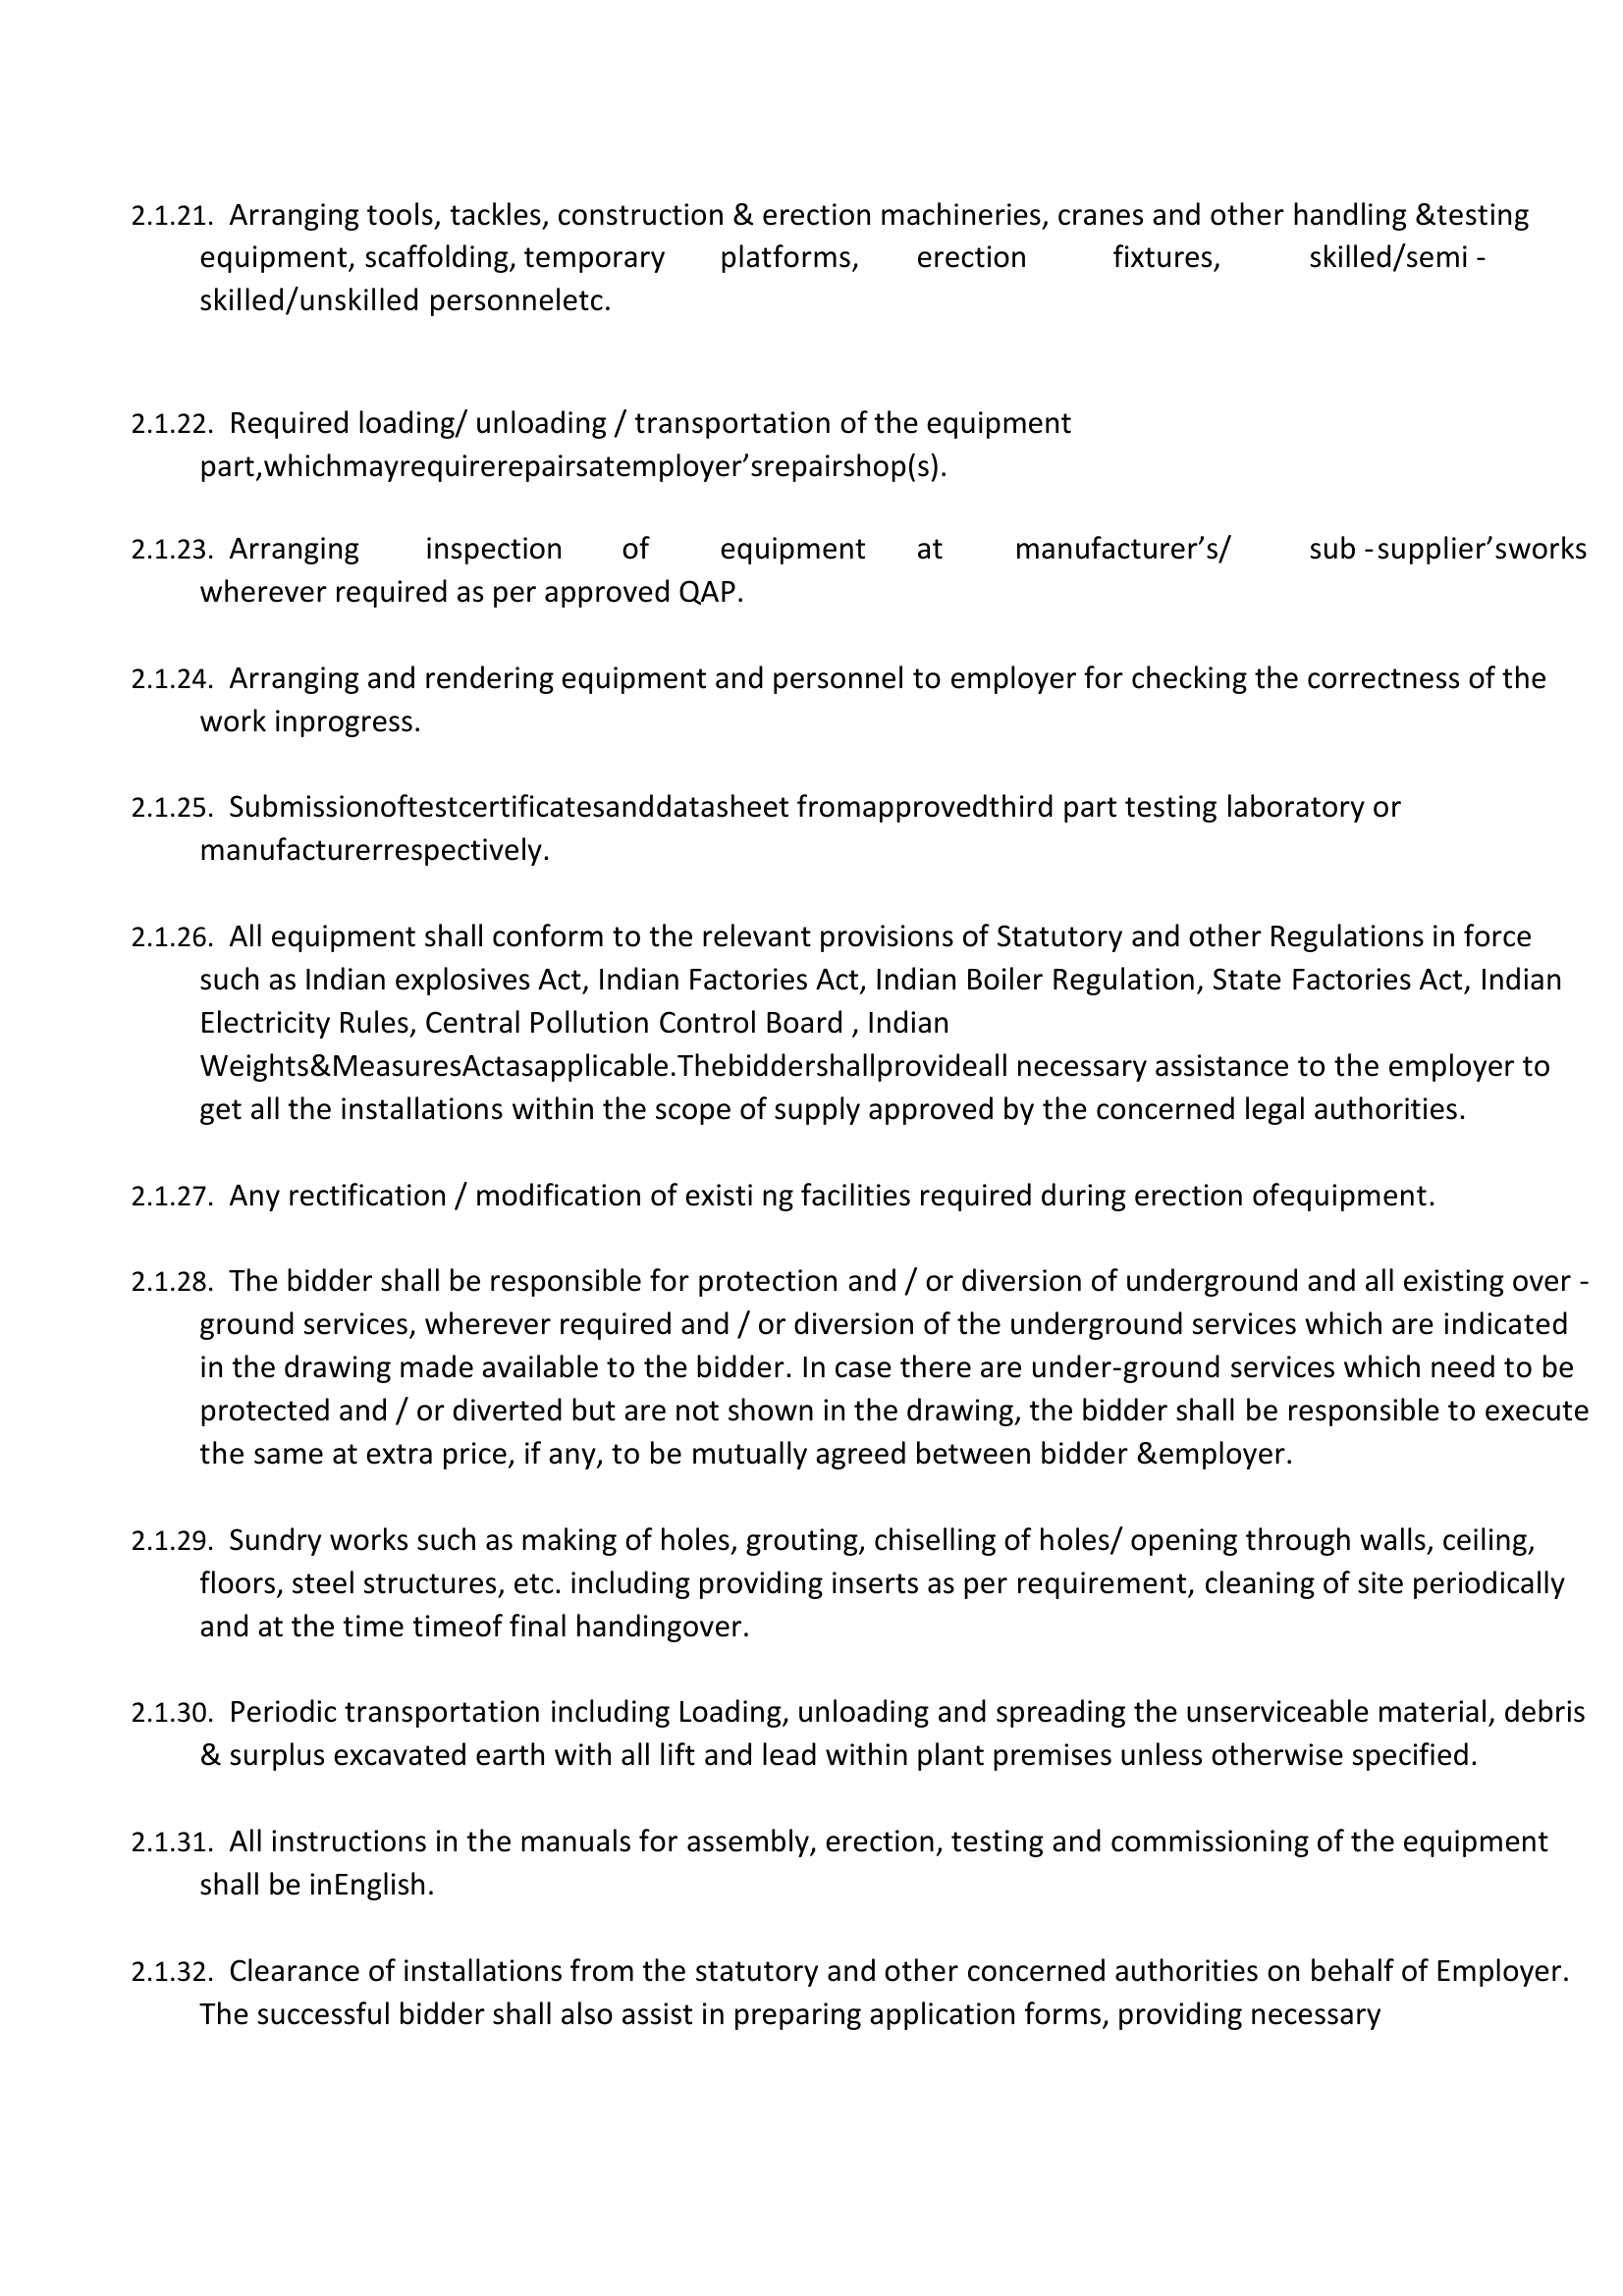 2.1.21. Arranging tools, tackles, construction & erection machineries, cranes and other handling &testing
equipment, scaffolding, temporary platforms, erection fixtures, skilled/semi -
skilled/unskilled personneletc.
2.1.22. Required loading/ unloading / transportation of the equipment
part,whichmayrequirerepairsatemployer’srepairshop(s).
2.1.23. Arranging inspection of equipment at manufacturer’s/ sub -supplier’sworks
wherever required as per approved QAP.
2.1.24. Arranging and rendering equipment and personnel to employer for checking the correctness of the
work inprogress.
2.1.25. Submissionoftestcertificatesanddatasheet fromapprovedthird part testing laboratory or
manufacturerrespectively.
2.1.26. All equipment shall conform to the relevant provisions of Statutory and other Regulations in force
such as Indian explosives Act, Indian Factories Act, Indian Boiler Regulation, State Factories Act, Indian
Electricity Rules, Central Pollution Control Board , Indian
Weights&MeasuresActasapplicable.Thebiddershallprovideall necessary assistance to the employer to
get all the installations within the scope of supply approved by the concerned legal authorities.
2.1.27. Any rectification / modification of existi ng facilities required during erection ofequipment.
2.1.28. The bidder shall be responsible for protection and / or diversion of underground and all existing over -
ground services, wherever required and / or diversion of the underground services which are indicated
in the drawing made available to the bidder. In case there are under-ground services which need to be
protected and / or diverted but are not shown in the drawing, the bidder shall be responsible to execute
the same at extra price, if any, to be mutually agreed between bidder &employer.
2.1.29. Sundry works such as making of holes, grouting, chiselling of holes/ opening through walls, ceiling,
floors, steel structures, etc. including providing inserts as per requirement, cleaning of site periodically
and at the time timeof final handingover.
2.1.30. Periodic transportation including Loading, unloading and spreading the unserviceable material, debris
& surplus excavated earth with all lift and lead within plant premises unless otherwise specified.
2.1.31. All instructions in the manuals for assembly, erection, testing and commissioning of the equipment
shall be inEnglish.
2.1.32. Clearance of installations from the statutory and other concerned authorities on behalf of Employer.
The successful bidder shall also assist in preparing application forms, providing necessary